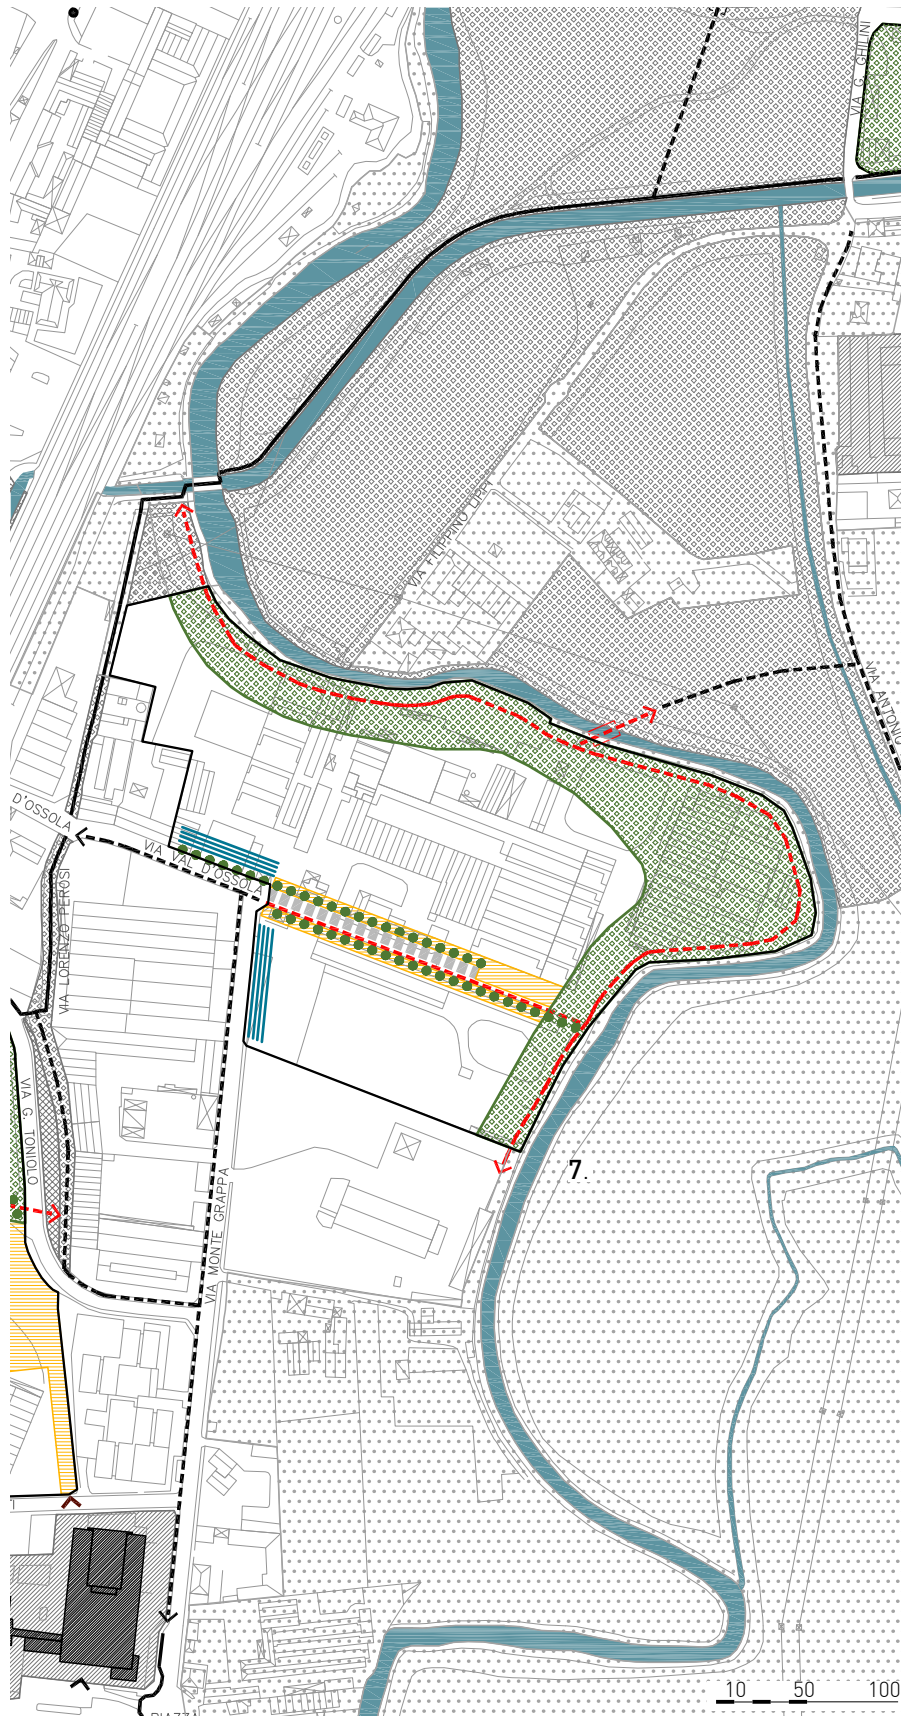 VIA G. GHILINI
VIA FILIPPINO LIPPI
VIA ANTONIO
D'OSSOLA
VIA VAL D'OSSOLA
VIA LORENZO PEROSI
VIA G. TONIOLO
7.
VIA MONTE GRAPPA
10 50 100
PIAZZA